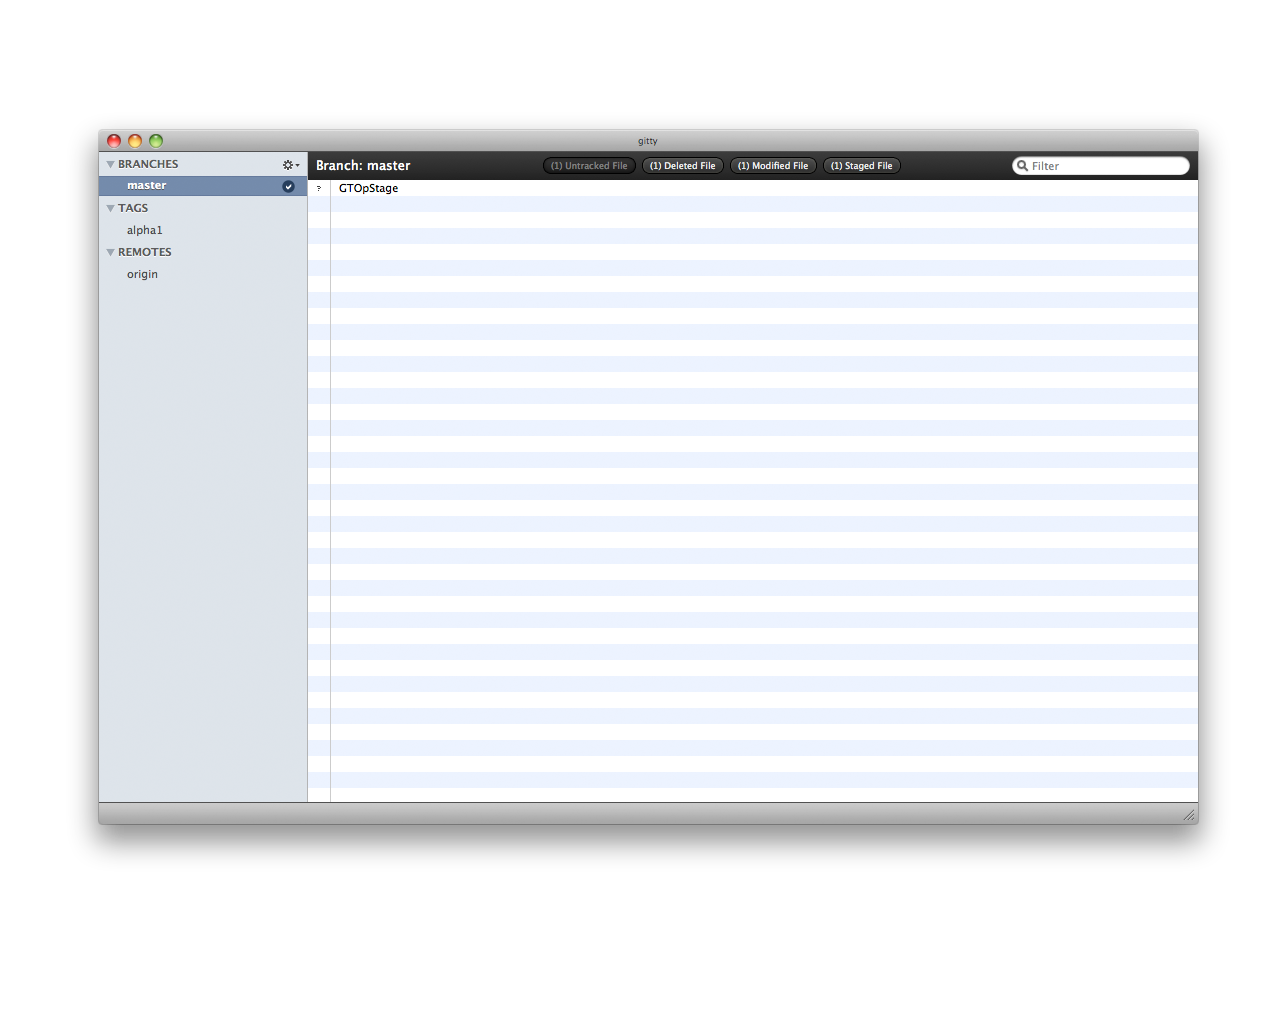 gitty
BRANCHES
master
TAGS
alpha1
REMOTES
origin
Branch: master
(1) Untracked File
(1) Deleted File
(1) Modified File
(1) Staged File
Filter
? GTOpStage